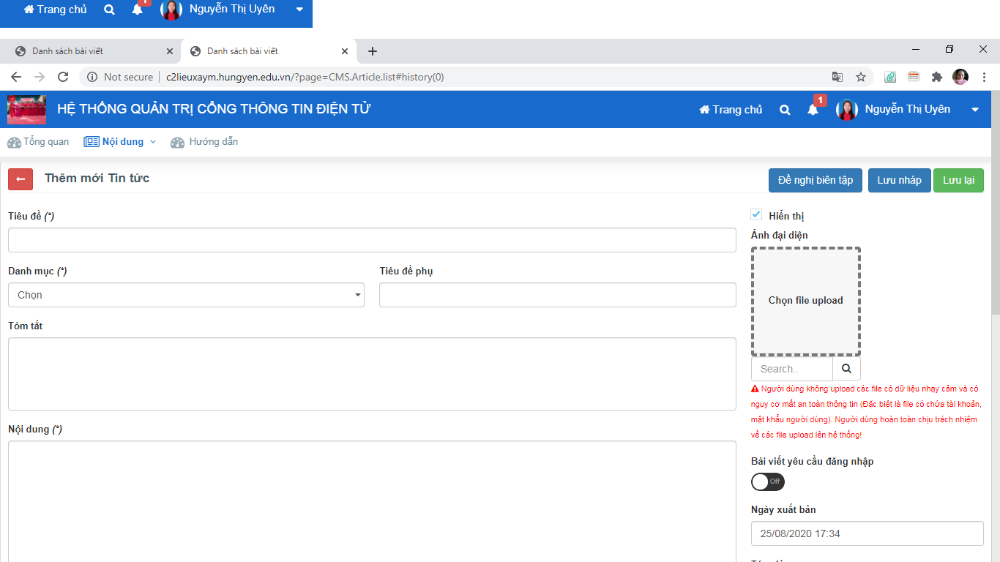 Trang chủ
1
Nguyễn Thị Uyên
Danh sách bài viết
Danh sách bài viết
Not secure
c2lieuxaym.hungyen.edu.vn/?page=CMS.Article.list#history(0)
HỆ THỐNG QUẢN TRỊ CỔNG THÔNG TIN ĐIỆN TỬ
Trang chủ
1
Nguyễn Thị Uyên
Tổng quan
Nội dung
Hướng dẫn
Thêm mới Tin tức
Đề nghị biên tập
Lưu nháp
Lưu lại
Tiêu đề (*)
Danh mục (*)
Chọn
Tiêu đề phụ
Tóm tắt
Nội dung (*)
Hiển thị
Ảnh đại diện
Chọn file upload
Search..
Người dùng không upload các file có dữ liệu nhạy cảm và có
nguy cơ mất an toàn thông tin (Đặc biệt là file có chứa tài khoản,
mật khẩu người dùng). Người dùng hoàn toàn chịu trách nhiệm
về các file upload lên hệ thống!
Bài viết yêu cầu đăng nhập
Off
Ngày xuất bản
25/08/2020 17:34